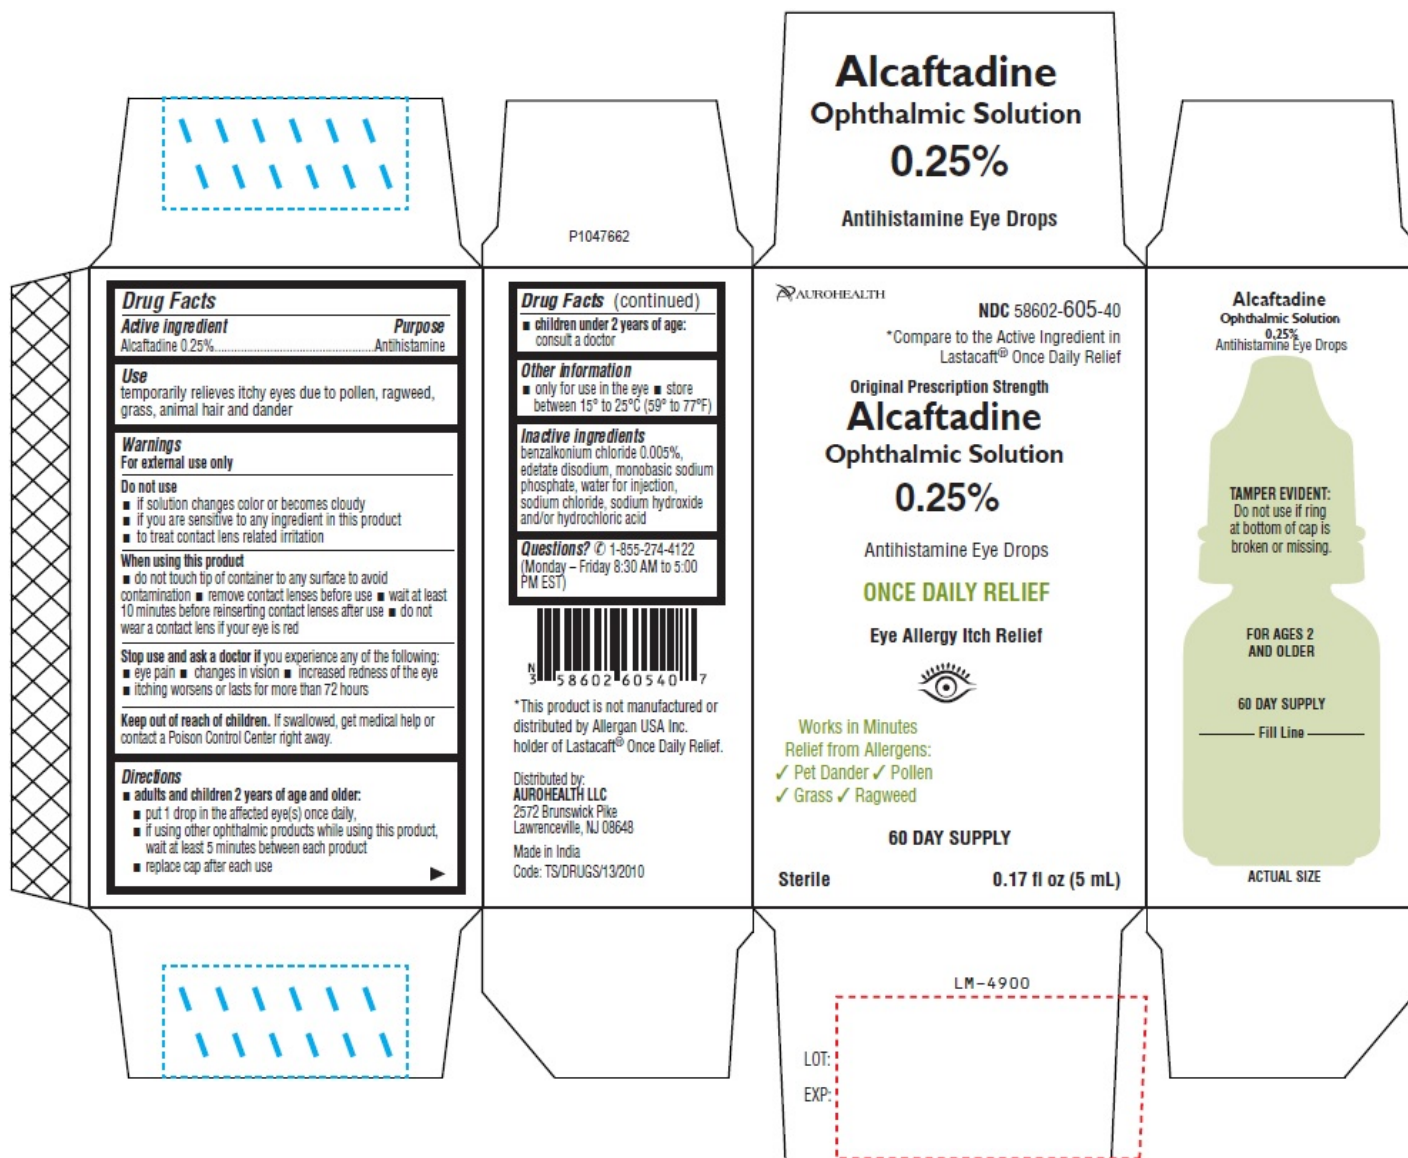 Alcaftadine
Ophthalmic Solution
0.25%
Antihistamine Eye Drops
P1047662
Drug Facts
Active ingredient Purpose
Alcaftadine 0.25%......................................................Antihistamine
Use
temporarily relieves itchy eyes due to pollen, ragweed,
grass, animal hair and dander
Warnings
For external use only
Do not use
■ if solution changes color or becomes cloudy
■ if you are sensitive to any ingredient in this product
■ to treat contact lens related irritation
When using this product
■ do not touch tip of container to any surface to avoid
contamination ■ remove contact lenses before use ■ wait at least
10 minutes before reinserting contact lenses after use ■ do not
wear a contact lens if your eye is red
Stop use and ask a doctor if you experience any of the following:
■ eye pain ■ changes in vision ■ increased redness of the eye
■ itching worsens or lasts for more than 72 hours
Keep out of reach of children. If swallowed, get medical help or
contact a Poison Control Center right away.
Directions
■ adults and children 2 years of age and older:
■ put 1 drop in the affected eye(s) once daily,
■ if using other ophthalmic products while using this product,
wait at least 5 minutes between each product
■ replace cap after each use
Drug Facts (continued)
■ children under 2 years of age:
consult a doctor
Other information
■ only for use in the eye ■ store
between 15° to 25°C (59° to 77°F)
Inactive ingredients
benzalkonium chloride 0.005%,
edetate disodium, monobasic sodium
phosphate, water for injection,
sodium chloride, sodium hydroxide
and/or hydrochloric acid
Questions? ✆ 1-855-274-4122
(Monday – Friday 8:30 AM to 5:00
PM EST)
N
3 58602 60540 7
*This product is not manufactured or
distributed by Allergan USA Inc.
holder of Lastacaft® Once Daily Relief.
Distributed by:
AUROHEALTH LLC
2572 Brunswick Pike
Lawrenceville, NJ 08648
Made in India
Code: TS/DRUGS/13/2010
AUROHEALTH
NDC 58602-605-40
*Compare to the Active Ingredient in
Lastacaft® Once Daily Relief
Original Prescription Strength
Alcaftadine
Ophthalmic Solution
0.25%
Antihistamine Eye Drops
ONCE DAILY RELIEF
Eye Allergy Itch Relief
Works in Minutes
Relief from Allergens:
✓ Pet Dander ✓ Pollen
✓ Grass ✓ Ragweed
60 DAY SUPPLY
Sterile 0.17 fl oz (5 mL)
Alcaftadine
Ophthalmic Solution
0.25%
Antihistamine Eye Drops
TAMPER EVIDENT:
Do not use if ring
at bottom of cap is
broken or missing.
FOR AGES 2
AND OLDER
60 DAY SUPPLY
Fill Line
ACTUAL SIZE
LM-4900
LOT:
EXP: